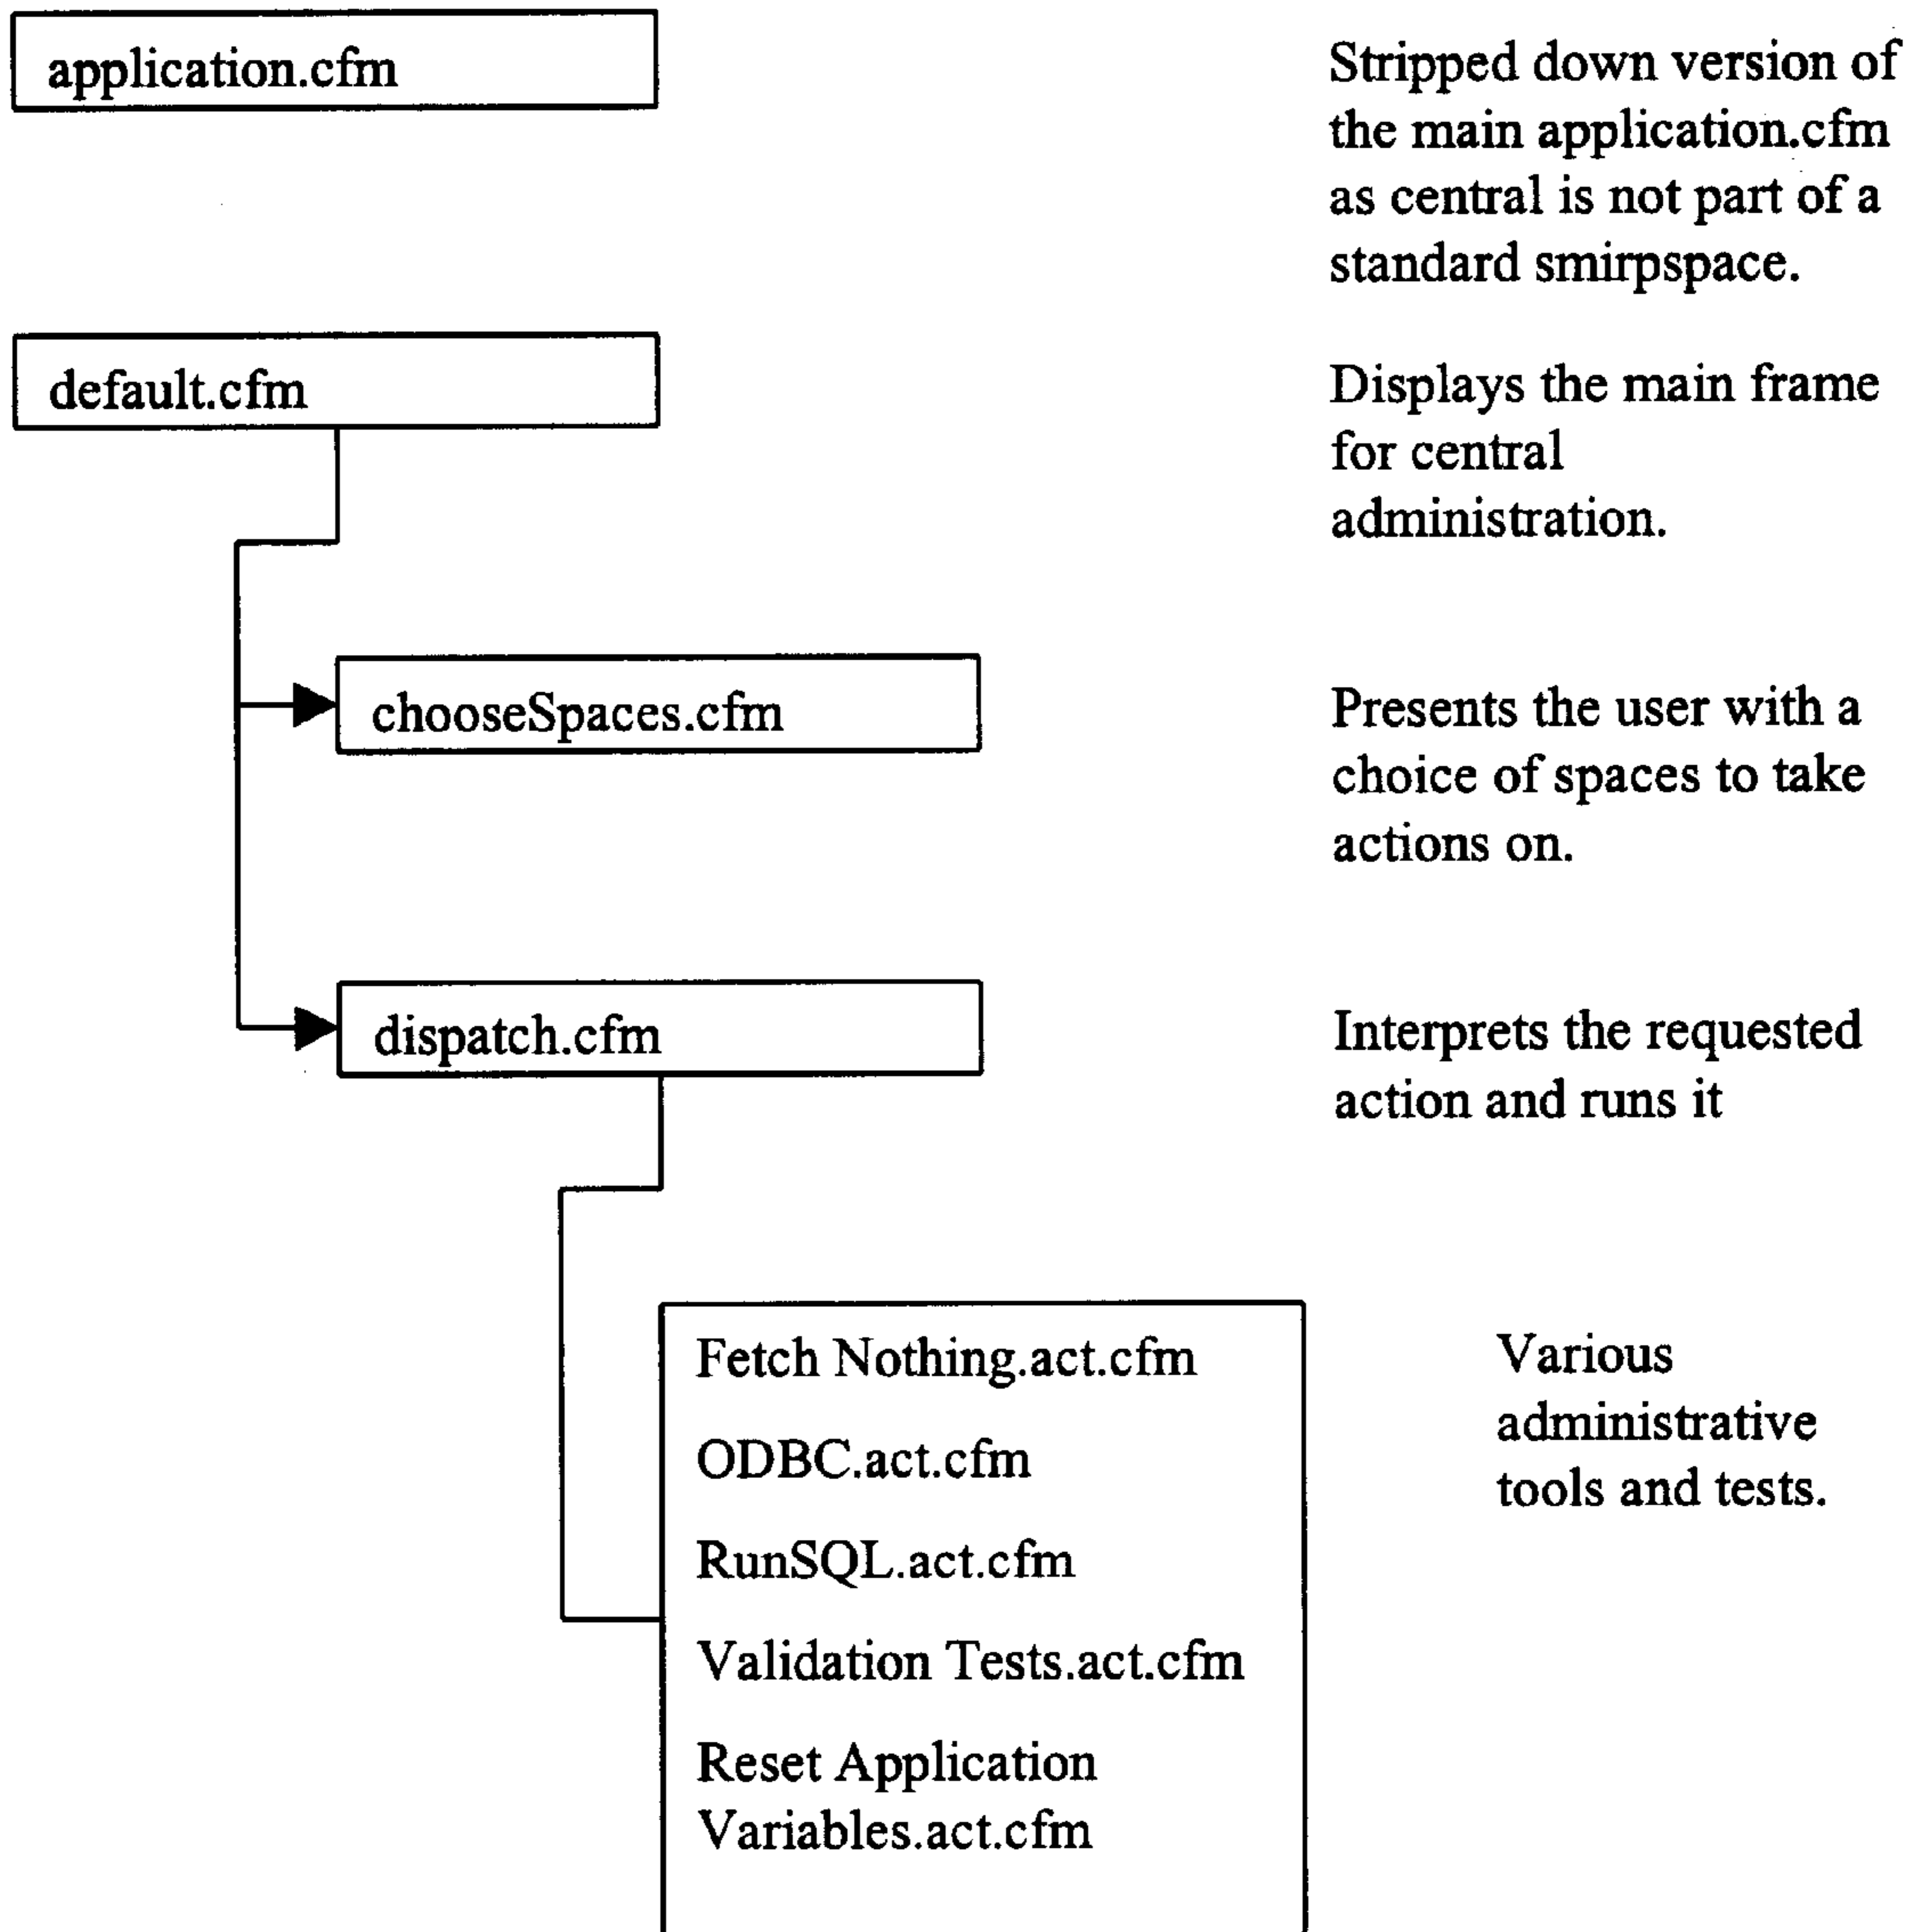 application.cfm
Stripped down version of
the main application.cfm
as central is not part of a
standard smirpspace.
default.cfm
Displays the main frame
for central
administration.
chooseSpaces.cfm
Presents the user with a
choice of spaces to take
actions on.
dispatch.cfm
Interprets the requested
action and runs it
Fetch Nothing.act.cfm
ODBC.act.cfm
RunSQL.act.cfm
Validation Tests.act.cfm
Reset Application
Variables.act.cfm
Various
administrative
tools and tests.